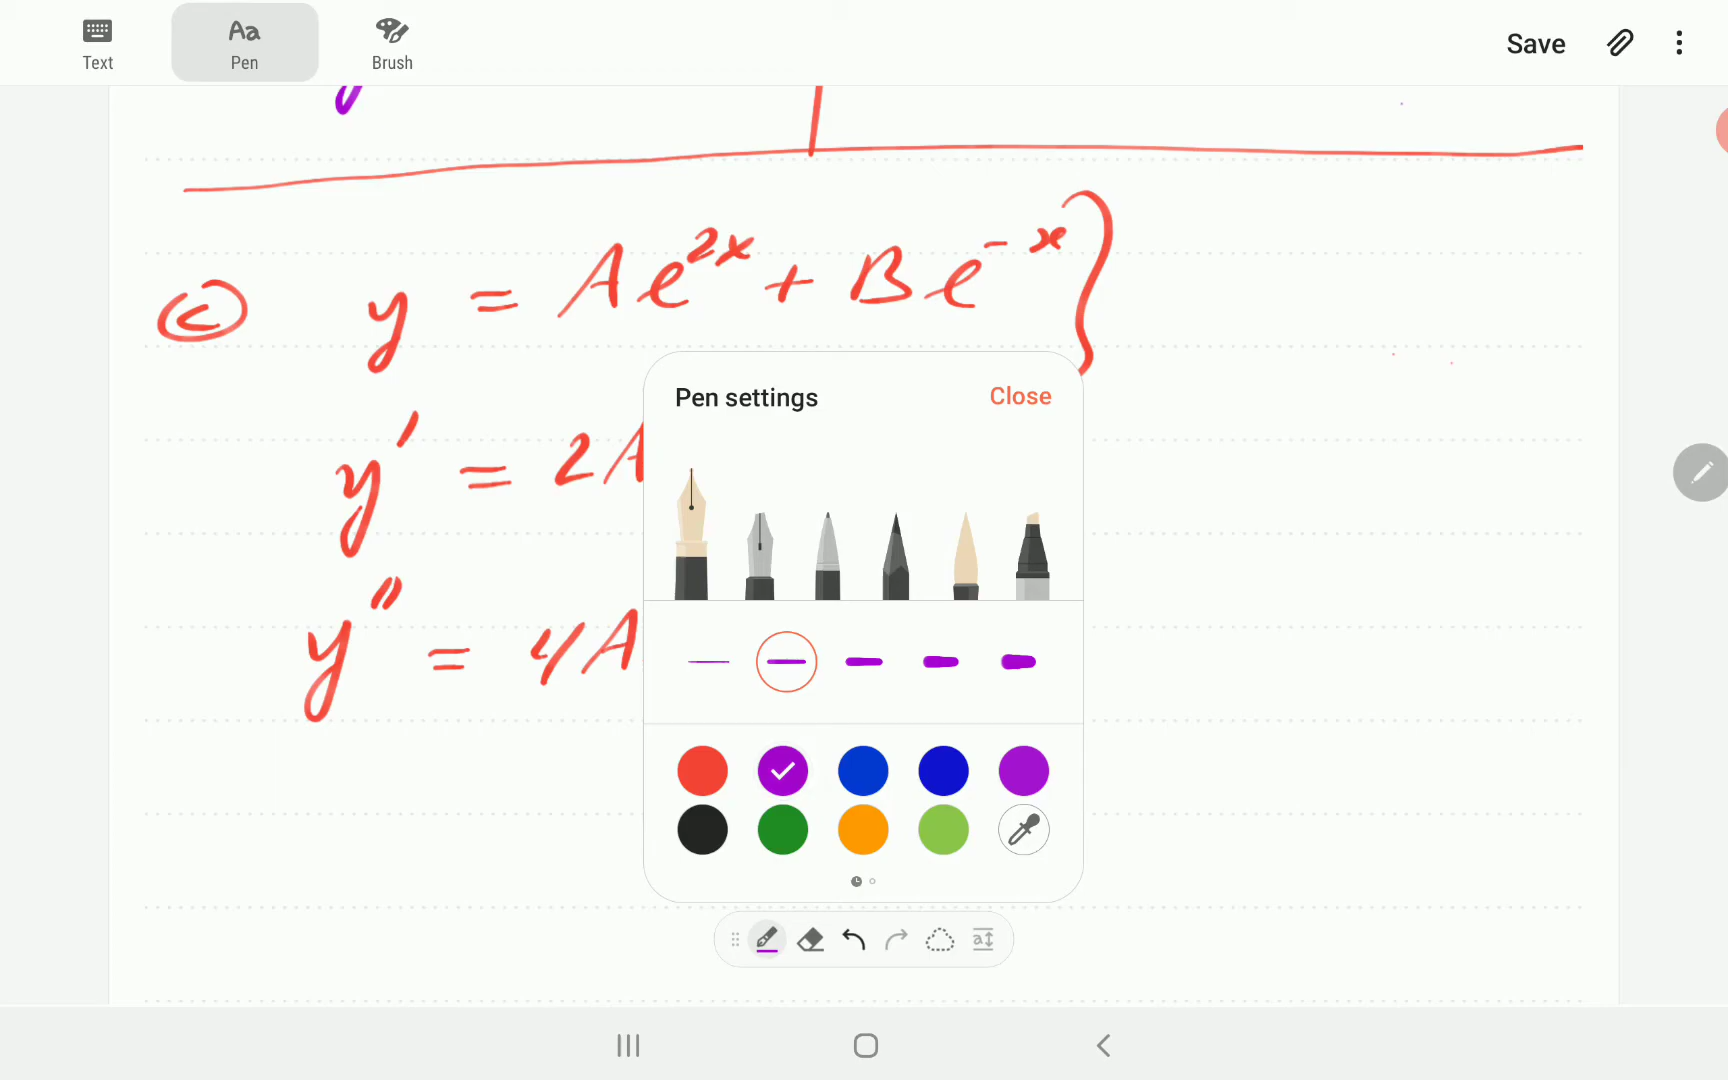 Text Pen Brush Save
© y = Ae^{2x} + Be^{-x}}
Pen settings Close
y' = 2A
y'' = 4A